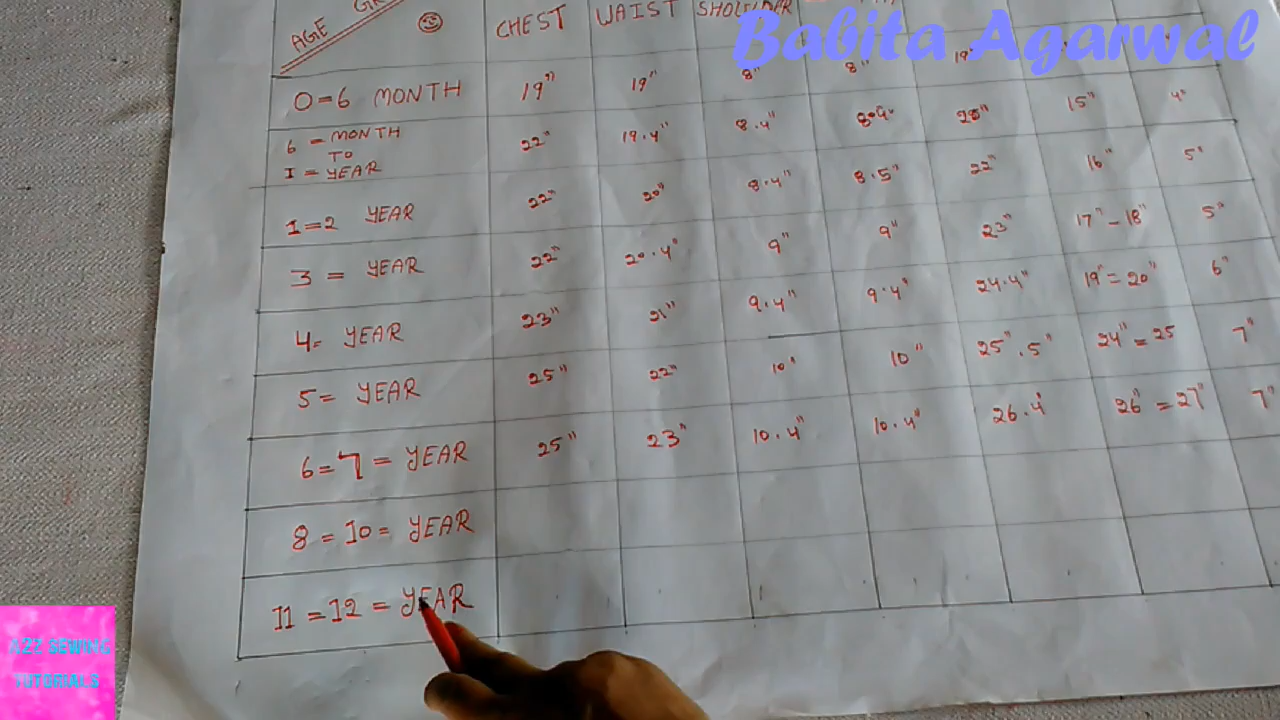 AGE CHEST WAIST SHOULDER
Babita Agarwal
0=6 MONTH 19" 19" 8" 8" 19"
6 = MONTH
TO
1 = YEAR 22" 19.4" 8.4" 15" 4"
1=2 YEAR 22" 20" 8.4" 8.5" 22" 16" 5"
3 = YEAR 22" 20.4" 9" 9" 23" 17" - 18" 5"
4= YEAR 23" 21" 9.4" 9.4" 24.4" 19" = 20" 6"
5= YEAR 25" 22" 10" 10" 25".5" 24" = 25 7"
6=7= YEAR 25" 23" 10.4" 10.4" 26.4" 26" = 27" 7"
8 = 10 = YEAR
11 = 12 = YEAR
A2Z SEWING
TUTORIALS